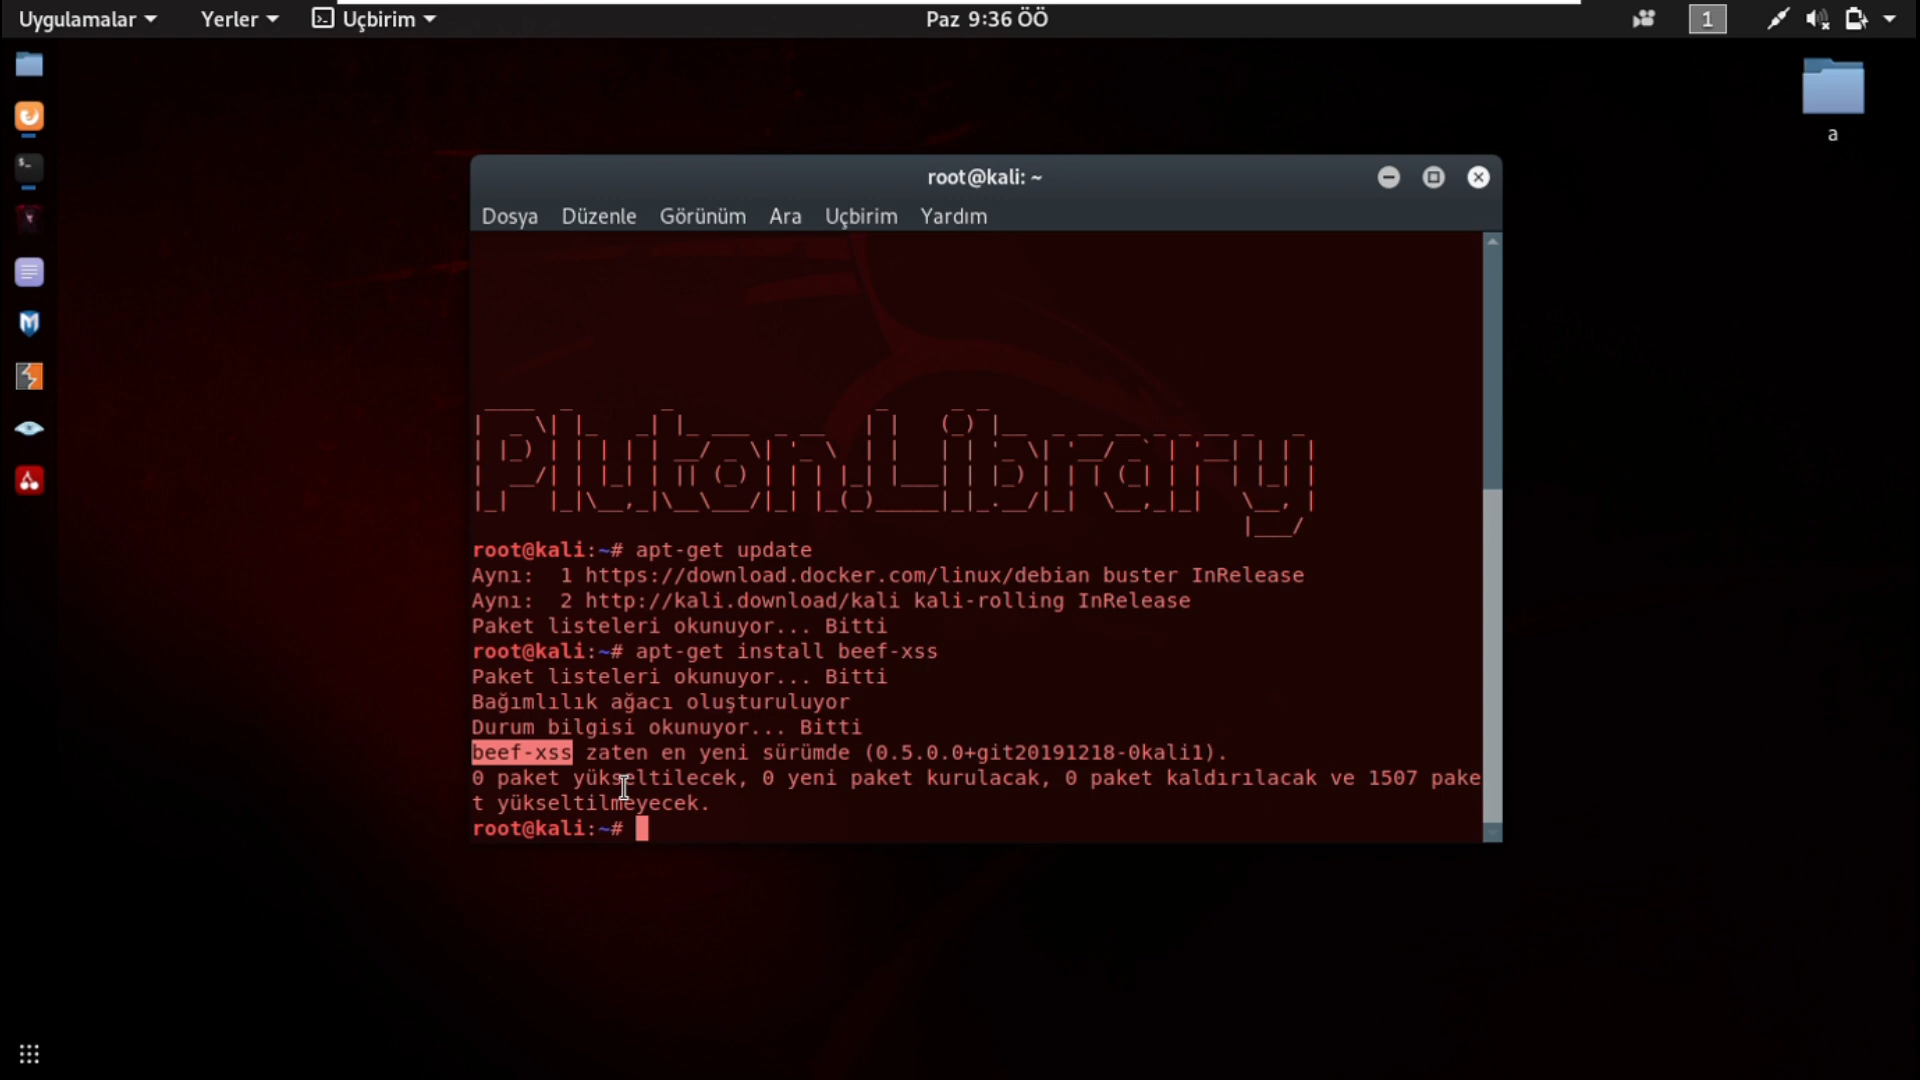 Uygulamalar Yerler Uçbirim Paz 9:36 ÖÖ 1
a
root@kali: ~
Dosya Düzenle Görünüm Ara Uçbirim Yardım
Pluton.Library
root@kali:~# apt-get update
Aynı: 1 https://download.docker.com/linux/debian buster InRelease
Aynı: 2 http://kali.download/kali kali-rolling InRelease
Paket listeleri okunuyor... Bitti
root@kali:~# apt-get install beef-xss
Paket listeleri okunuyor... Bitti
Bağımlılık ağacı oluşturuluyor
Durum bilgisi okunuyor... Bitti
beef-xss zaten en yeni sürümde (0.5.0.0+git20191218-0kali1).
0 paket yükseltilecek, 0 yeni paket kurulacak, 0 paket kaldırılacak ve 1507 pake
t yükseltilmeyecek.
root@kali:~#